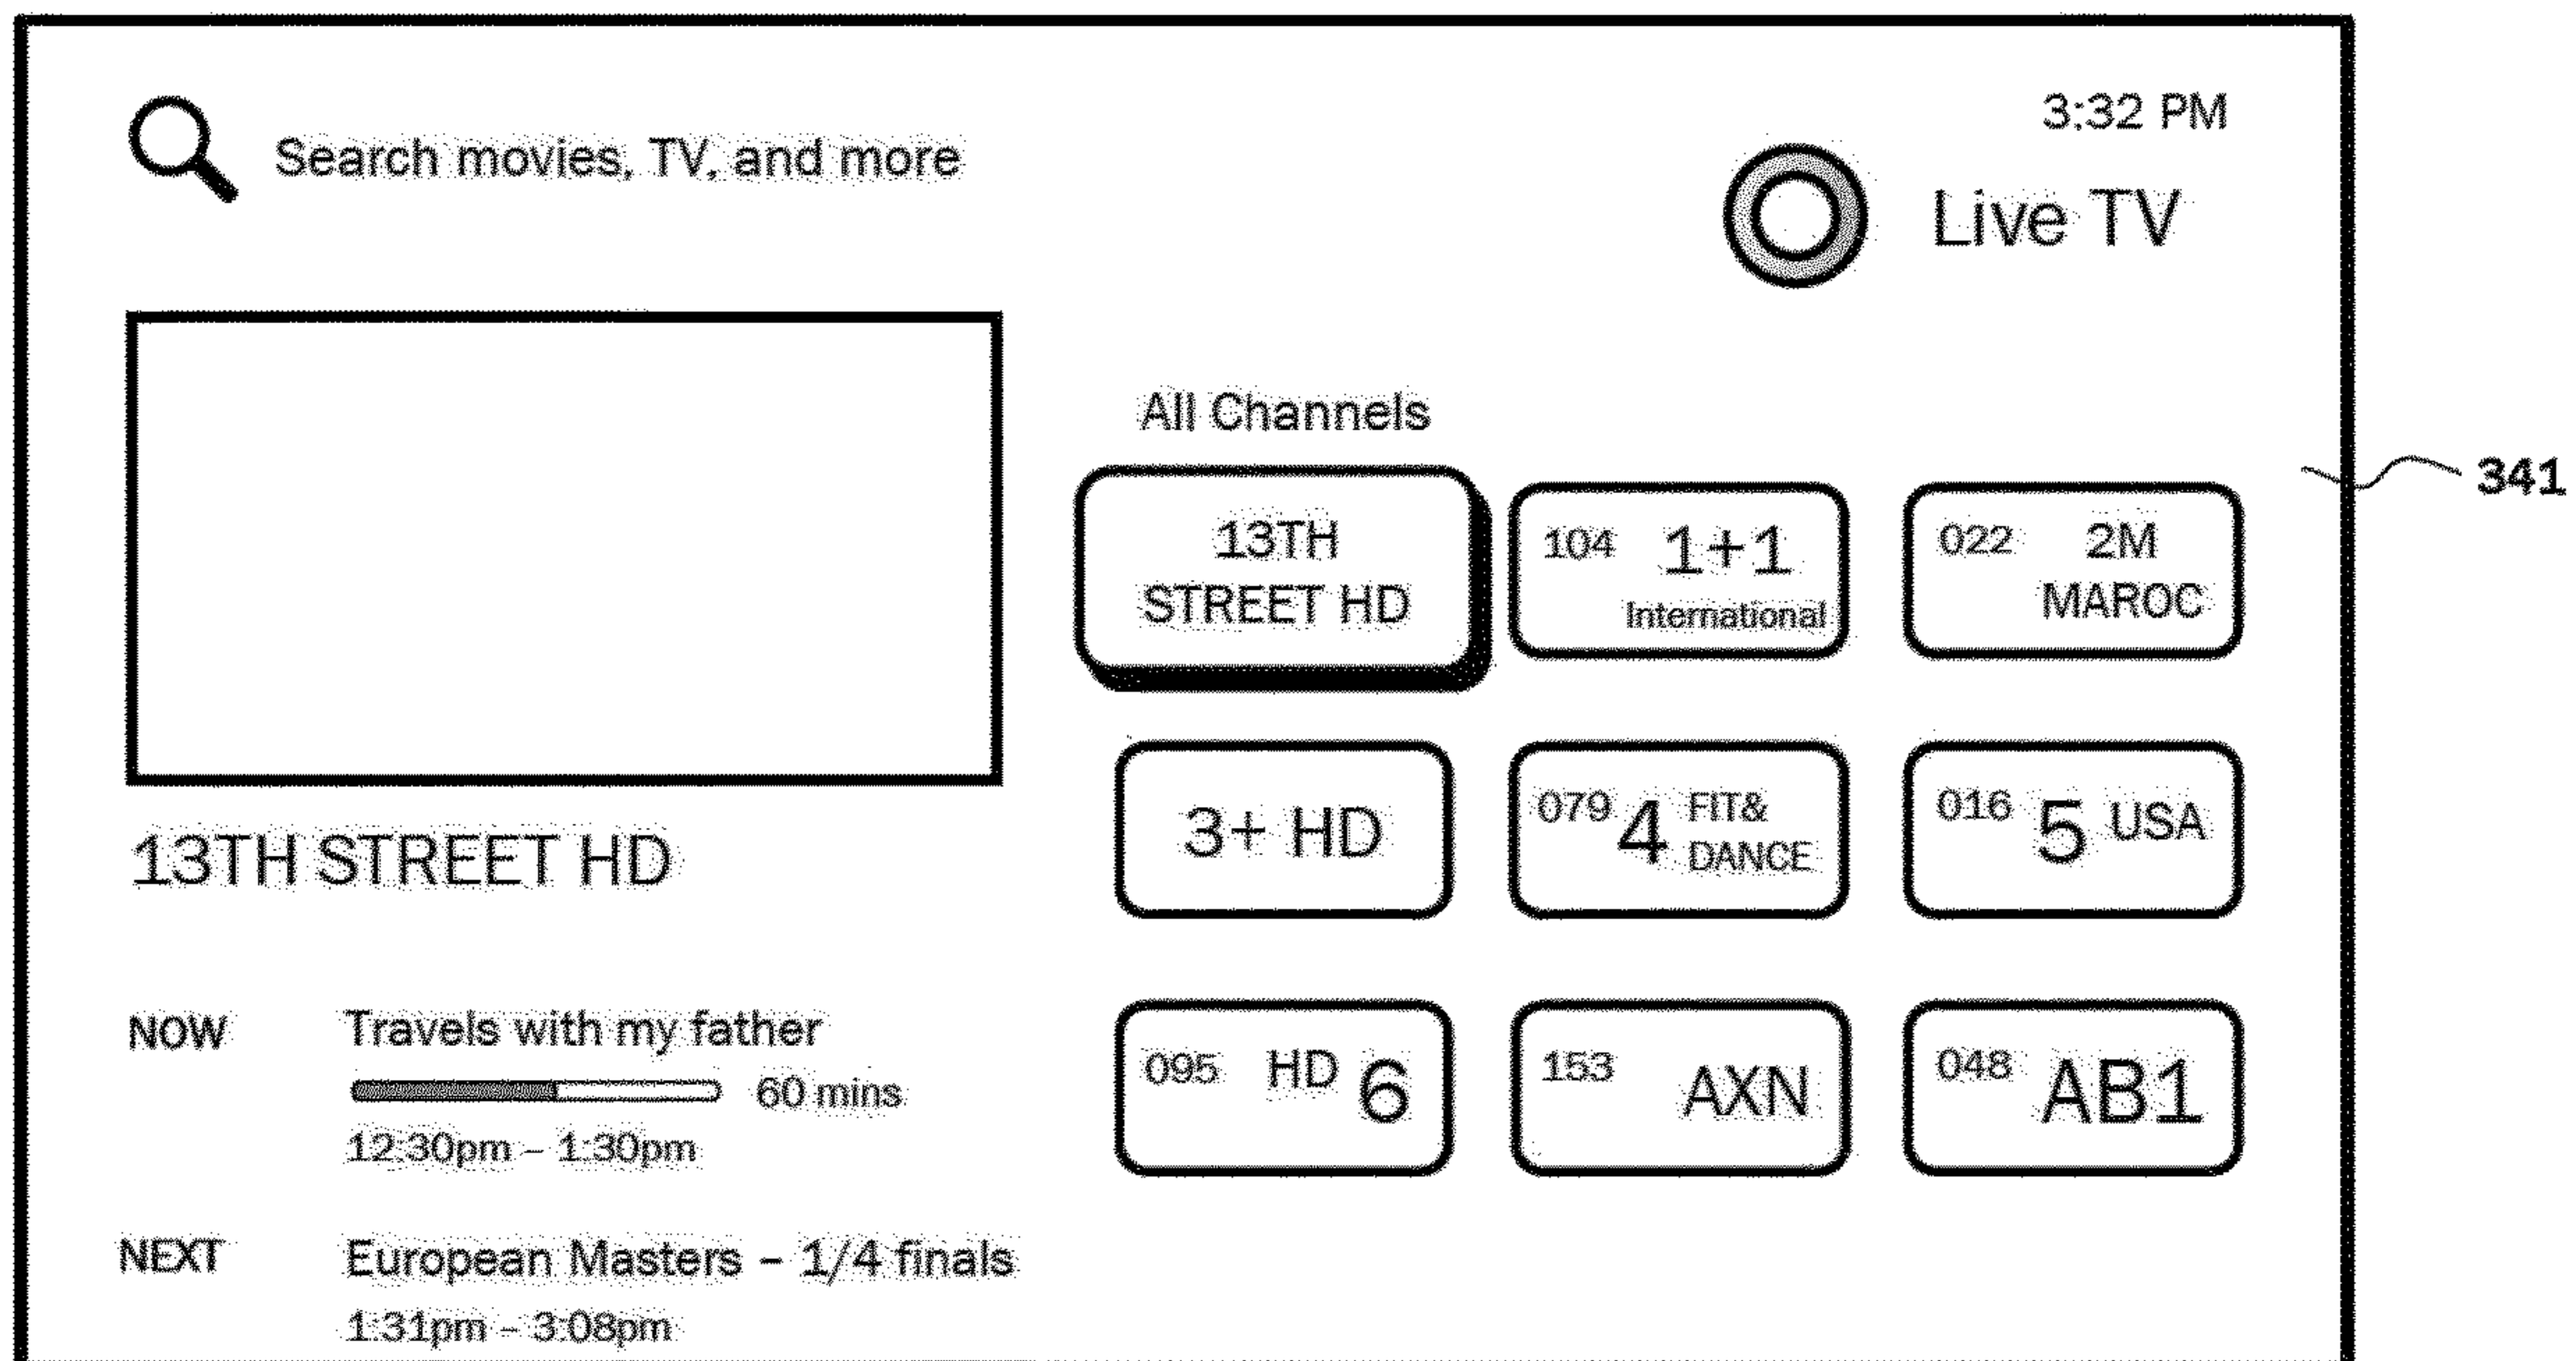 3:32 PM
Search movies, TV, and more
Live TV
All Channels
341
13TH
STREET HD
104 1+1
International
022 2M
MAROC
3+ HD
079 4 FIT&
DANCE
016 5 USA
095 HD 6
153 AXN
048 AB1
13TH STREET HD
NOW Travels with my father
60 mins
12:30pm – 1:30pm
NEXT European Masters – 1/4 finals
1:31pm – 3:08pm